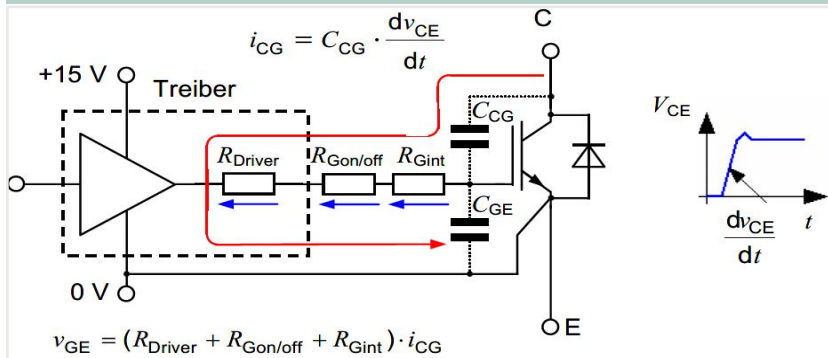 i_CG = C_CG · dv_CE/dt
C
+15 V
Treiber
C_CG
V_CE
R_Driver
R_Gon/off
R_Gint
C_GE
dv_CE/dt
t
0 V
E
v_GE = (R_Driver + R_Gon/off + R_Gint) · i_CG